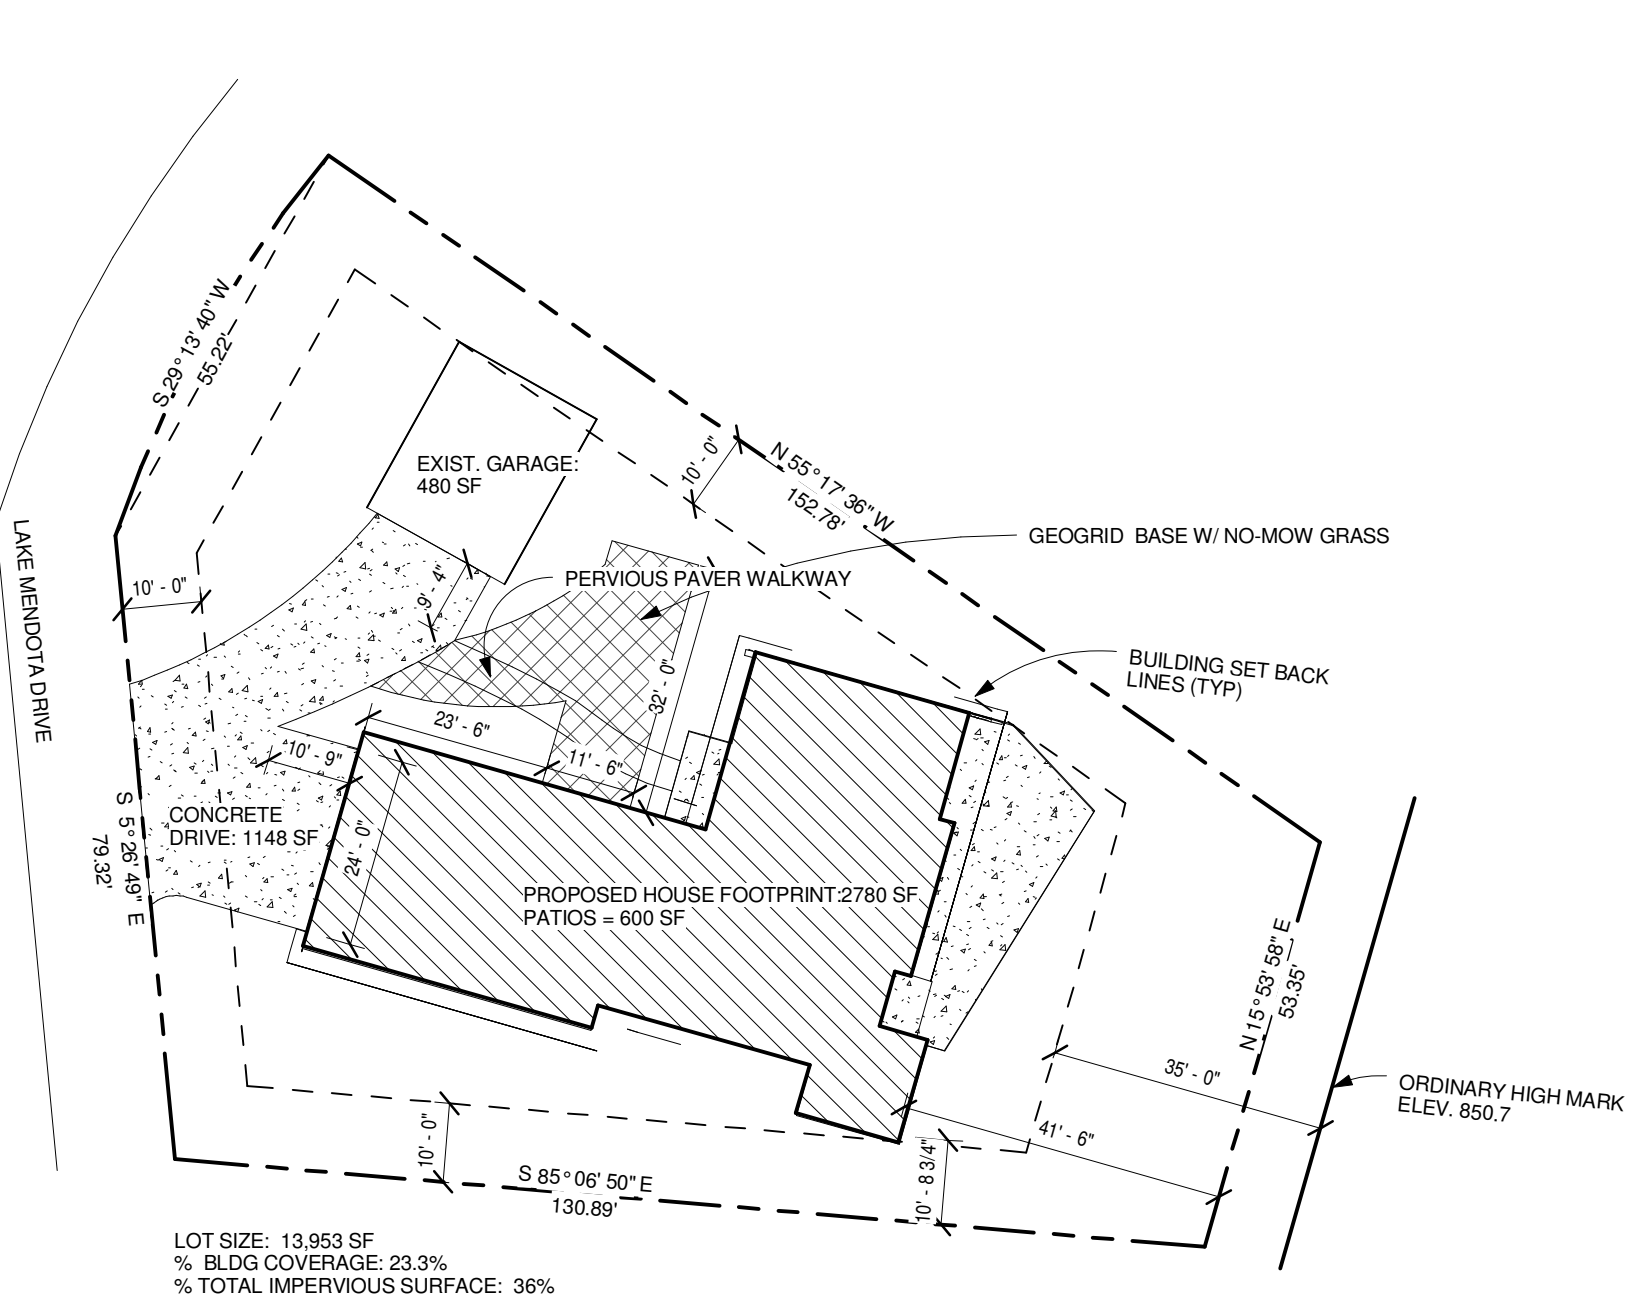 S 29° 13' 40" W
55.22'
EXIST. GARAGE:
480 SF
10' - 0"
N 55° 17' 36" W
152.78'
GEOGRID BASE W/ NO-MOW GRASS
PERVIOUS PAVER WALKWAY
LAKE MENDOTA DRIVE
10' - 0"
9' - 4"
32' - 0"
BUILDING SET BACK
LINES (TYP)
23' - 6"
11' - 6"
10' - 9"
CONCRETE
DRIVE: 1148 SF
24' - 0"
S 5° 26' 49" E
79.32'
PROPOSED HOUSE FOOTPRINT:2780 SF
PATIOS = 600 SF
N 15° 53' 58" E
53.35'
35' - 0"
ORDINARY HIGH MARK
ELEV. 850.7
41' - 6"
10' - 0"
10' - 8 3/4"
S 85° 06' 50" E
130.89'
LOT SIZE: 13,953 SF
% BLDG COVERAGE: 23.3%
% TOTAL IMPERVIOUS SURFACE: 36%